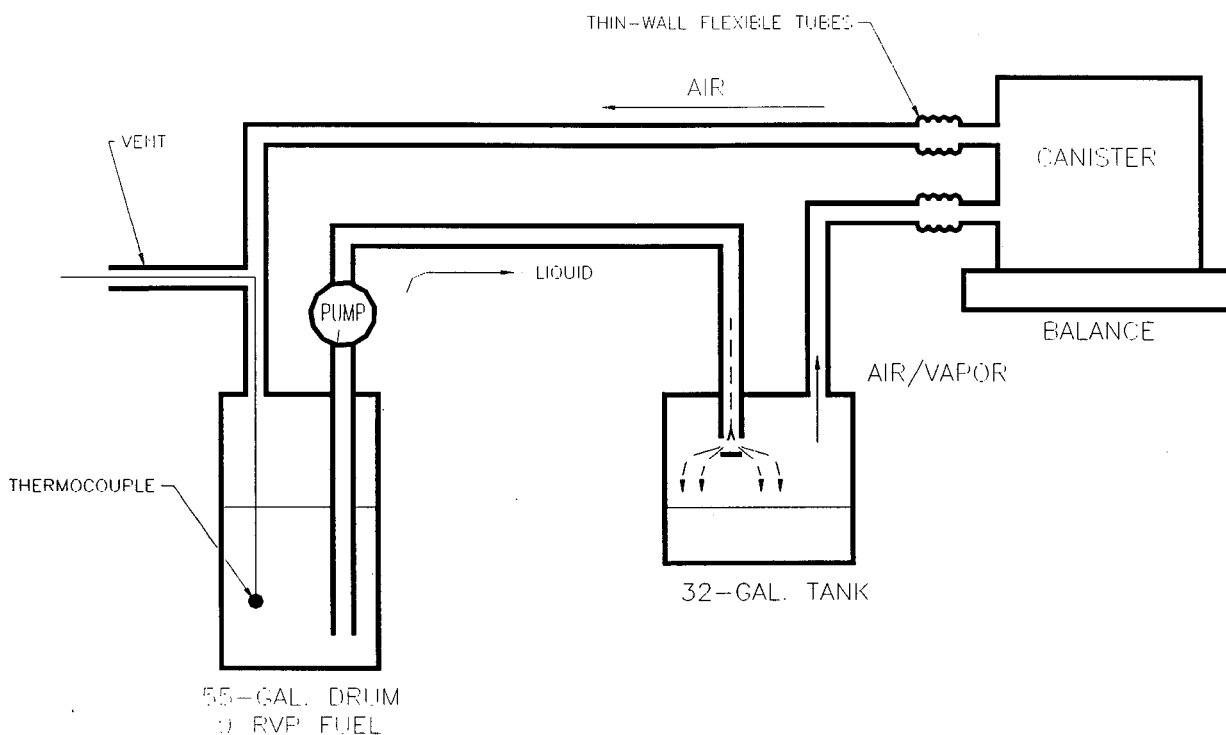 THIN-WALL FLEXIBLE TUBES
AIR
VENT
CANISTER
LIQUID
PUMP
BALANCE
AIR/VAPOR
THERMOCOUPLE
32-GAL. TANK
55-GAL. DRUM
RVP FUEL